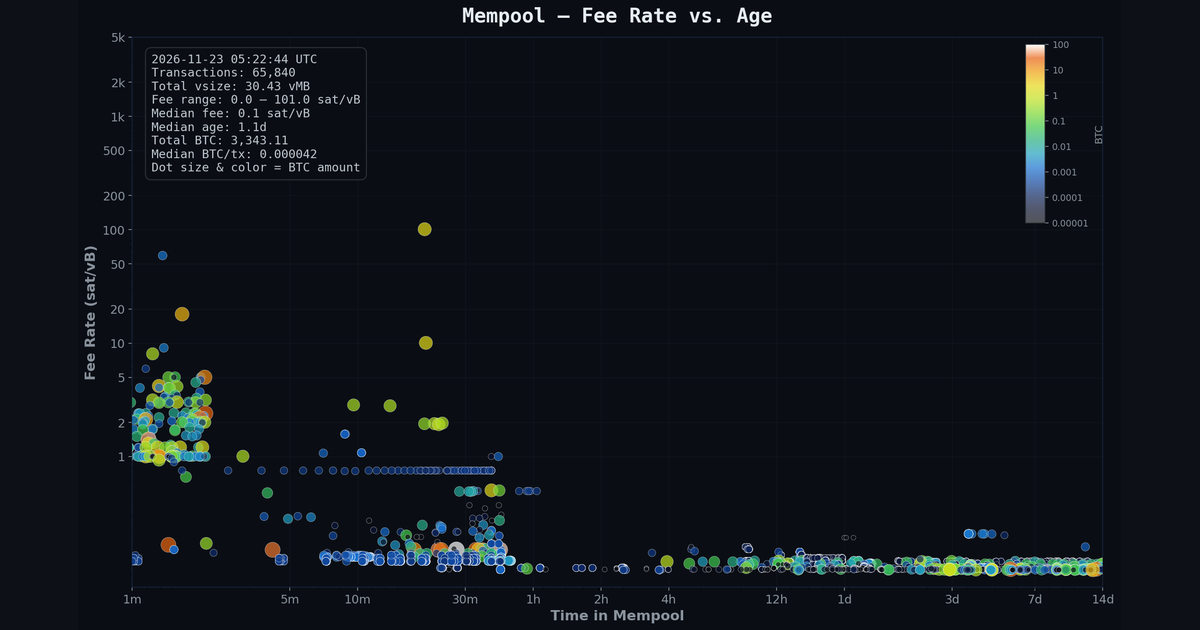 Mempool — Fee Rate vs. Age
2026-11-23 05:22:44 UTC
Transactions: 65,840
Total vsize: 30.43 vMB
Fee range: 0.0 – 101.0 sat/vB
Median fee: 0.1 sat/vB
Median age: 1.1d
Total BTC: 3,343.11
Median BTC/tx: 0.000042
Dot size & color = BTC amount
5k
2k
1k
500
200
100
50
20
10
5
2
1
Fee Rate (sat/vB)
100
10
1
0.1
0.01
0.001
0.0001
0.00001
BTC
1m 5m 10m 30m 1h 2h 4h 12h 1d 3d 7d 14d
Time in Mempool